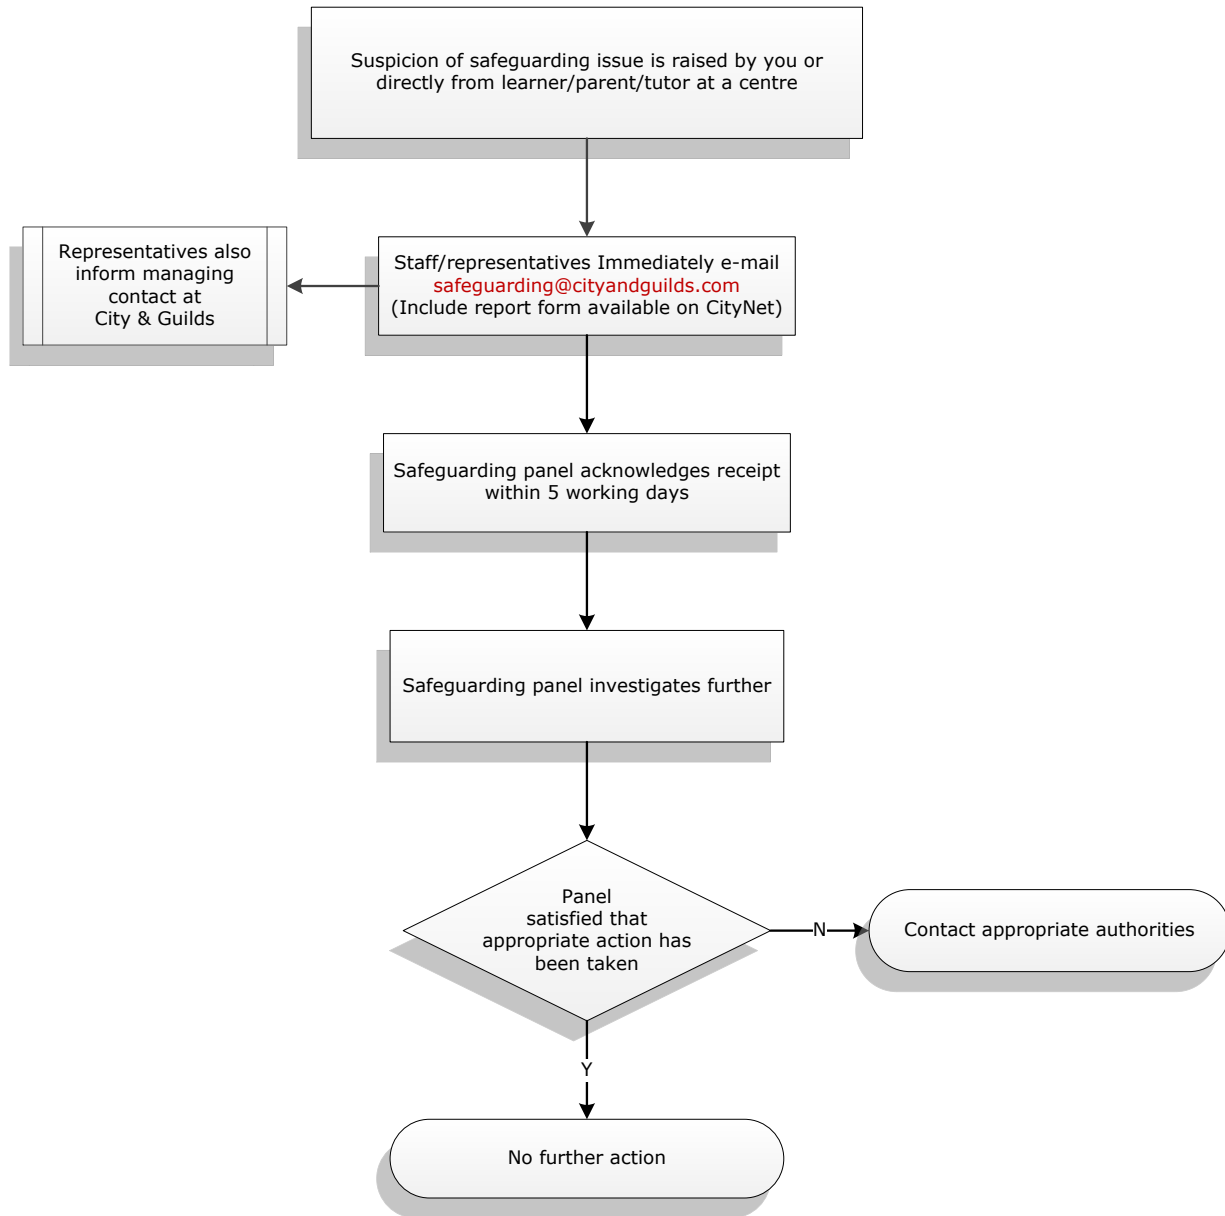 Suspicion of safeguarding issue is raised by you or
directly from learner/parent/tutor at a centre
Representatives also
inform managing
contact at
City & Guilds
Staff/representatives Immediately e-mail
safeguarding@cityandguilds.com
(Include report form available on CityNet)
Safeguarding panel acknowledges receipt
within 5 working days
Safeguarding panel investigates further
Panel
satisfied that
appropriate action has
been taken
N
Contact appropriate authorities
Y
No further action